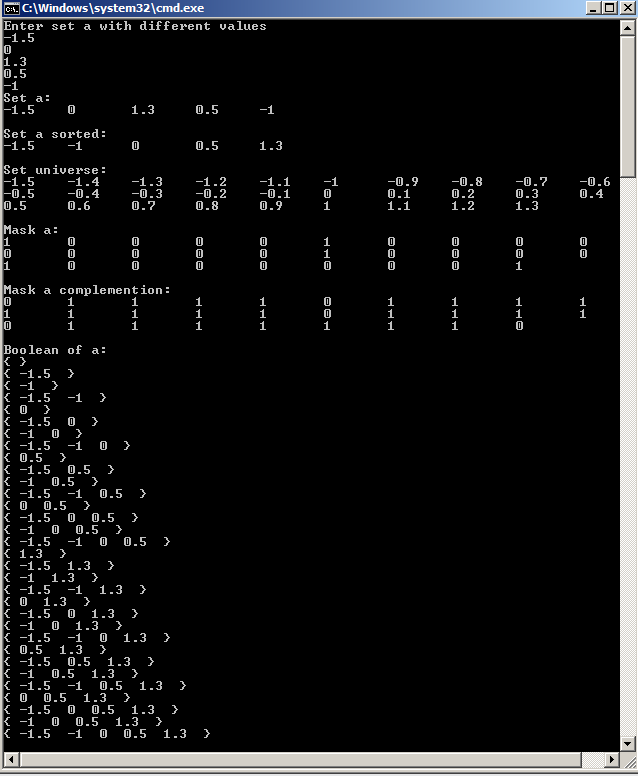 C:\Windows\system32\cmd.exe
Enter set a with different values
-1.5
0
1.3
0.5
-1
Set a:
-1.5 0 1.3 0.5 -1
Set a sorted:
-1.5 -1 0 0.5 1.3
Set universe:
-1.5 -1.4 -1.3 -1.2 -1.1 -1 -0.9 -0.8 -0.7 -0.6
-0.5 -0.4 -0.3 -0.2 -0.1 0 0.1 0.2 0.3 0.4
0.5 0.6 0.7 0.8 0.9 1 1.1 1.2 1.3
Mask a:
1 0 0 0 0 1 0 0 0 0
0 0 0 0 0 1 0 0 0 0
1 0 0 0 0 0 0 0 1
Mask a complemention:
0 1 1 1 1 0 1 1 1 1
1 1 1 1 1 0 1 1 1 1
0 1 1 1 1 1 1 1 0
Boolean of a:
{ }
{ -1.5 }
{ -1 }
{ -1.5 -1 }
{ 0 }
{ -1.5 0 }
{ -1 0 }
{ -1.5 -1 0 }
{ 0.5 }
{ -1.5 0.5 }
{ -1 0.5 }
{ -1.5 -1 0.5 }
{ 0 0.5 }
{ -1.5 0 0.5 }
{ -1 0 0.5 }
{ -1.5 -1 0 0.5 }
{ 1.3 }
{ -1.5 1.3 }
{ -1 1.3 }
{ -1.5 -1 1.3 }
{ 0 1.3 }
{ -1.5 0 1.3 }
{ -1 0 1.3 }
{ -1.5 -1 0 1.3 }
{ 0.5 1.3 }
{ -1.5 0.5 1.3 }
{ -1 0.5 1.3 }
{ -1.5 -1 0.5 1.3 }
{ 0 0.5 1.3 }
{ -1.5 0 0.5 1.3 }
{ -1 0 0.5 1.3 }
{ -1.5 -1 0 0.5 1.3 }